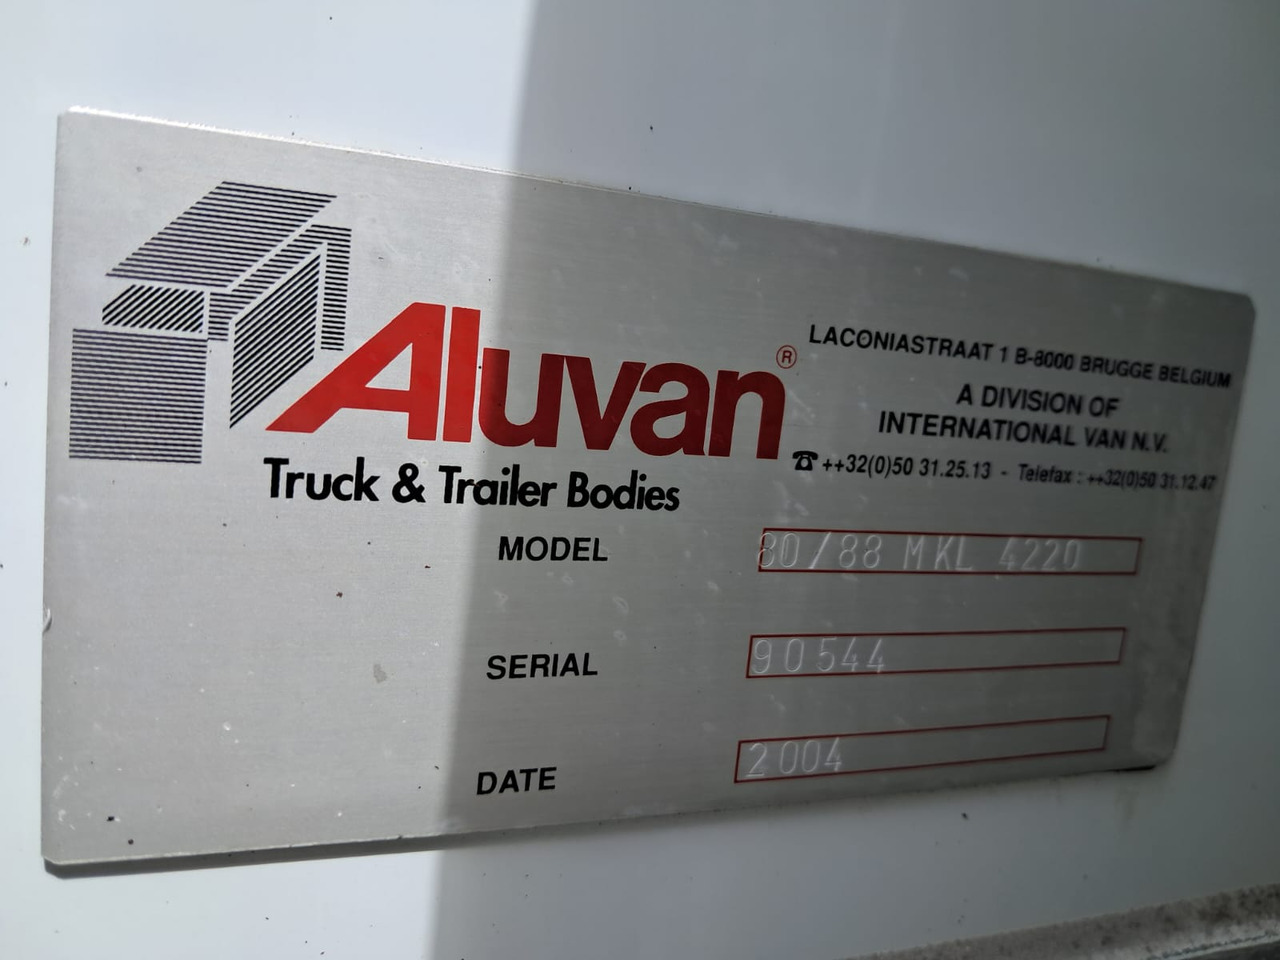 Aluvan®
Truck & Trailer Bodies
LACONIASTRAAT 1 B-8000 BRUGGE BELGIUM
A DIVISION OF
INTERNATIONAL VAN N.V.
☎ ++32(0)50 31.25.13 - Telefax : ++32(0)50 31.12.47
MODEL 80/88 MKL 4220
SERIAL 90544
DATE 2004